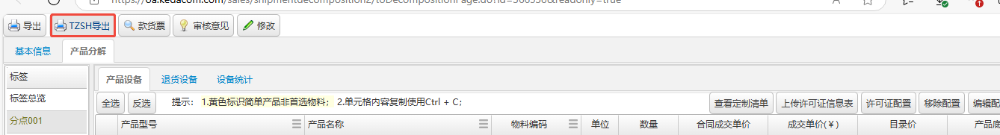 https://oa.kedacom.com/sales/shipmentdecomposition2/toDecompositionPage.do?id=566536&readonly=true
导出 TZSH导出 款货票 审核意见 修改
基本信息 产品分解
标签 产品设备 退货设备 设备统计
标签总览 全选 反选 提示： 1.黄色标识简单产品非首选物料； 2.单元格内容复制使用Ctrl + C; 查看定制清单 上传许可证信息表 许可证配置 移除配置 编辑配
分点001 产品型号 产品名称 物料编码 单位 数量 合同成交单价 成交单价(￥) 目录价 产品底